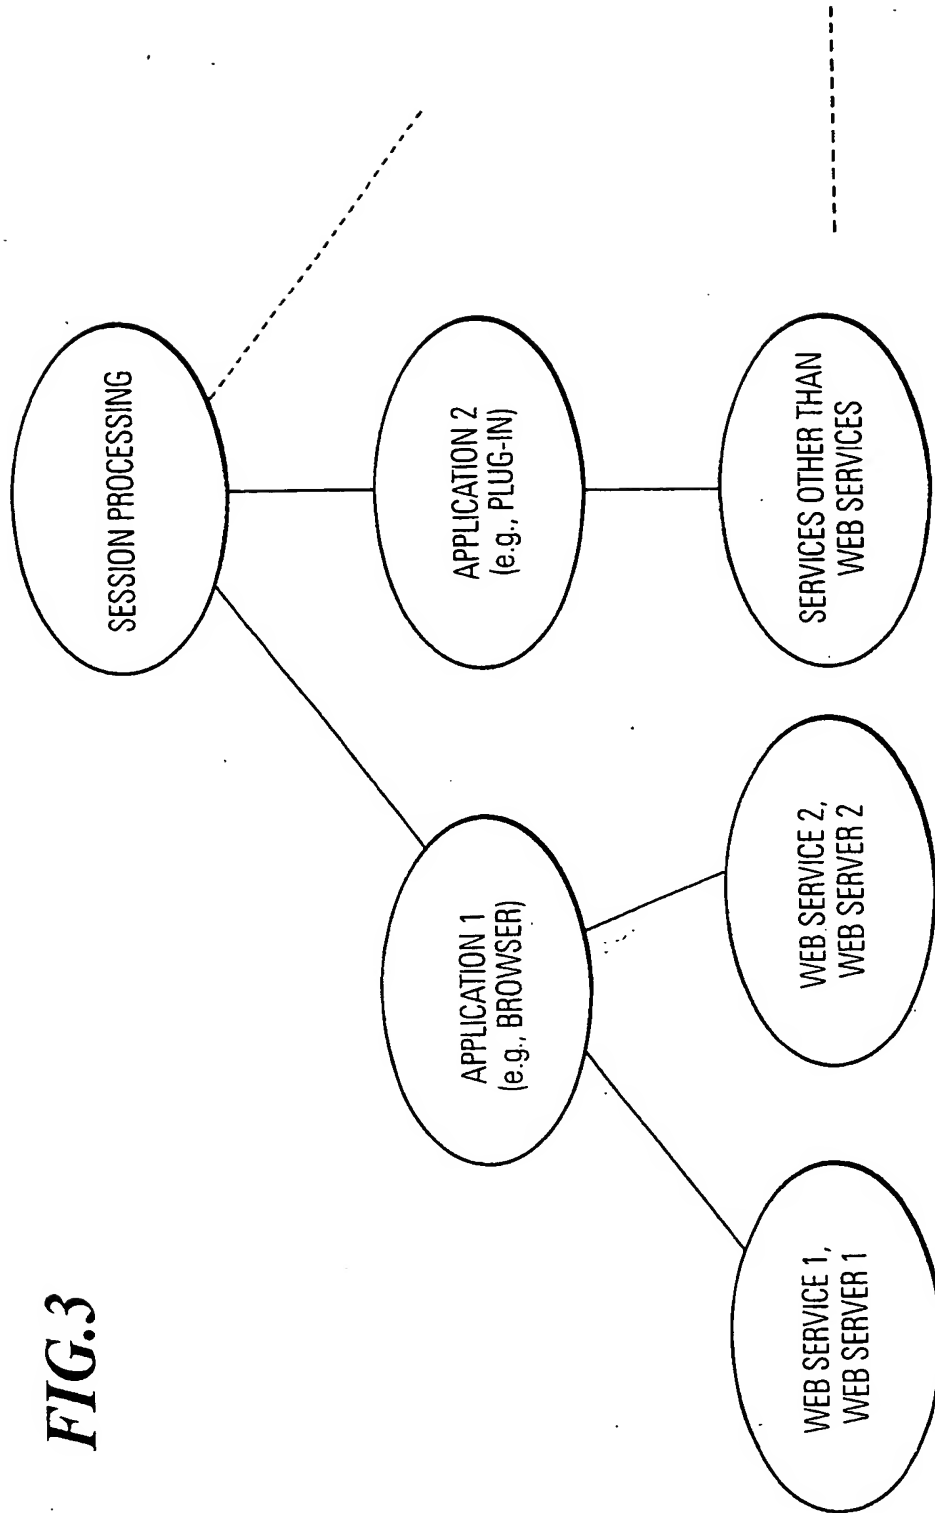 FIG.3
SESSION PROCESSING
APPLICATION 1
(e.g., BROWSER)
APPLICATION 2
(e.g., PLUG-IN)
WEB SERVICE 1,
WEB SERVER 1
WEB SERVICE 2,
WEB SERVER 2
SERVICES OTHER THAN
WEB SERVICES